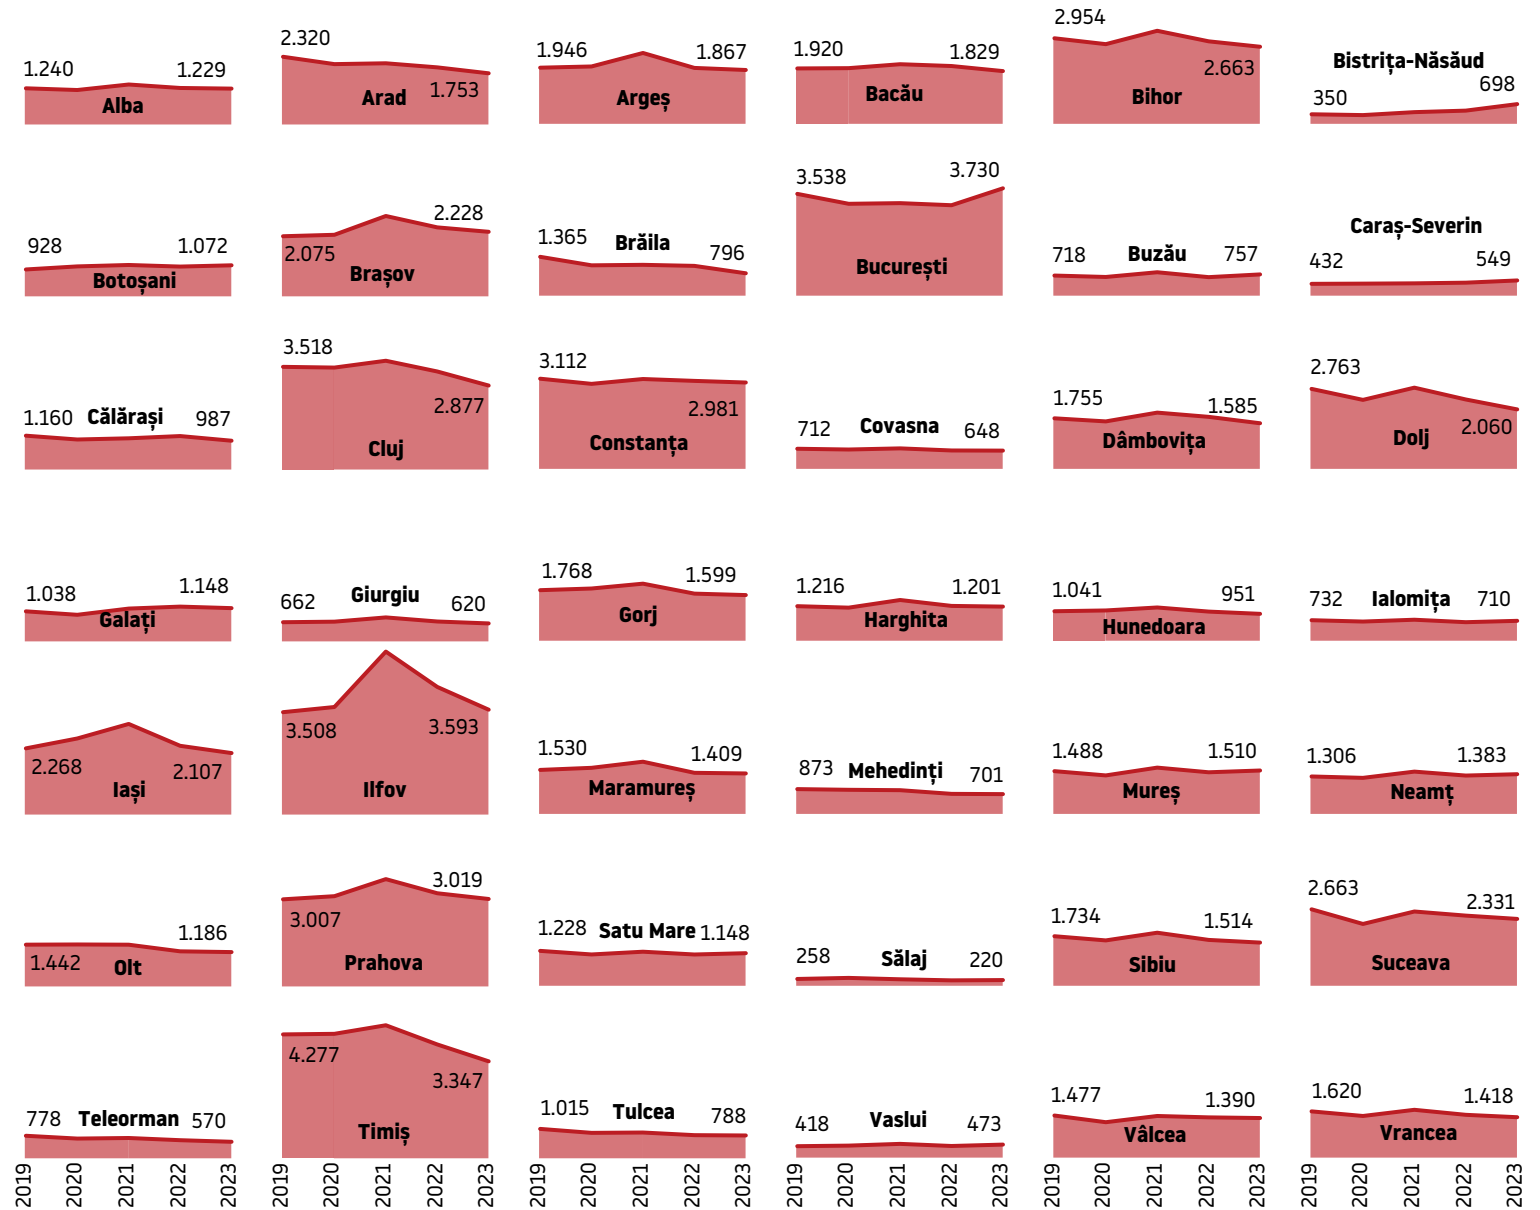 1.240 1.229
Alba
2.320
Arad 1.753
1.946 1.867
Argeș
1.920 1.829
Bacău
2.954
2.663
Bihor
Bistrița-Năsăud
350 698
928 1.072
Botoșani
2.228
2.075
Brașov
1.365 Brăila 796
3.538 3.730
București
718 Buzău 757
Caraș-Severin
432 549
1.160 Călărași 987
3.518
2.877
Cluj
3.112
2.981
Constanța
712 Covasna 648
1.755 1.585
Dâmbovița
2.763
2.060
Dolj
1.038 1.148
Galați
662 Giurgiu 620
1.768 1.599
Gorj
1.216 1.201
Harghita
1.041 951
Hunedoara
732 Ialomița 710
2.268 2.107
Iași
3.508 3.593
Ilfov
1.530 1.409
Maramureș
873 Mehedinți 701
1.488 1.510
Mureș
1.306 1.383
Neamț
1.186
1.442 Olt
3.019
3.007
Prahova
1.228 Satu Mare 1.148
258 Sălaj 220
1.734 1.514
Sibiu
2.663 2.331
Suceava
778 Teleorman 570
4.277
3.347
Timiș
1.015 Tulcea 788
418 Vaslui 473
1.477 1.390
Vâlcea
1.620 1.418
Vrancea
2019 2020 2021 2022 2023
2019 2020 2021 2022 2023
2019 2020 2021 2022 2023
2019 2020 2021 2022 2023
2019 2020 2021 2022 2023
2019 2020 2021 2022 2023